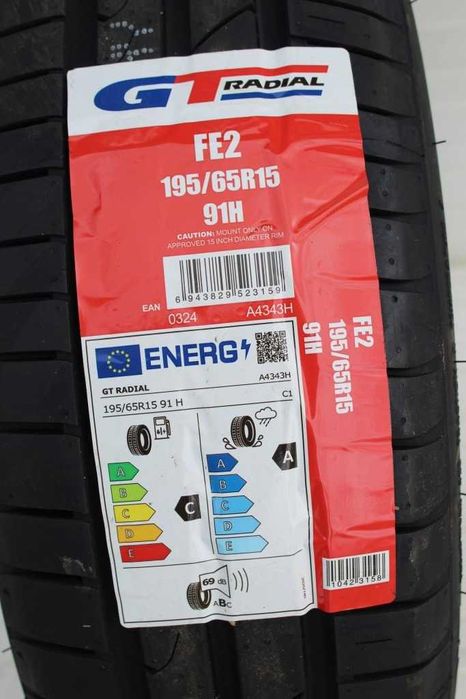 GT RADIAL
FE2
195/65R15
91H
CAUTION: MOUNT ONLY ON
APPROVED 15 INCH DIAMETER RIM
EAN
6 943829 523159
0324 A4343H
FE2
195/65R15
91H
ENERG
GT RADIAL A4343H
195/65R15 91 H C1
A
B
C
D
E
C
A
B
C
D
E
A
69 dB
ABC
1042 3158